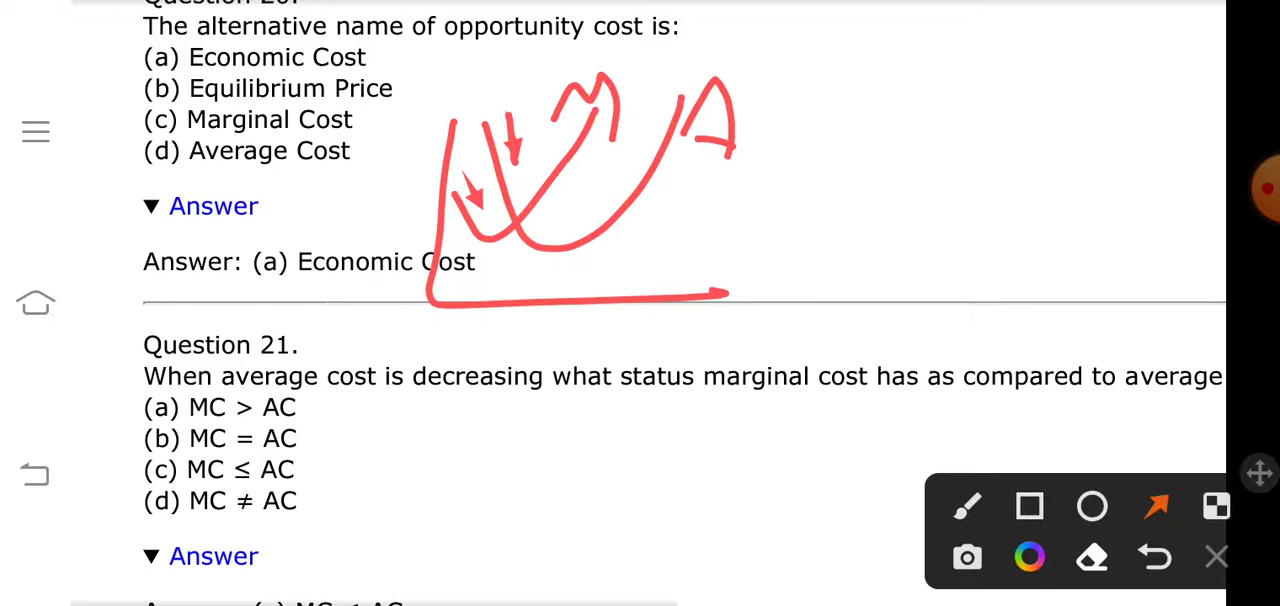 The alternative name of opportunity cost is:
(a) Economic Cost
(b) Equilibrium Price
(c) Marginal Cost
(d) Average Cost
M
A
▼ Answer
Answer: (a) Economic Cost
Question 21.
When average cost is decreasing what status marginal cost has as compared to average
(a) MC > AC
(b) MC = AC
(c) MC ≤ AC
(d) MC ≠ AC
▼ Answer